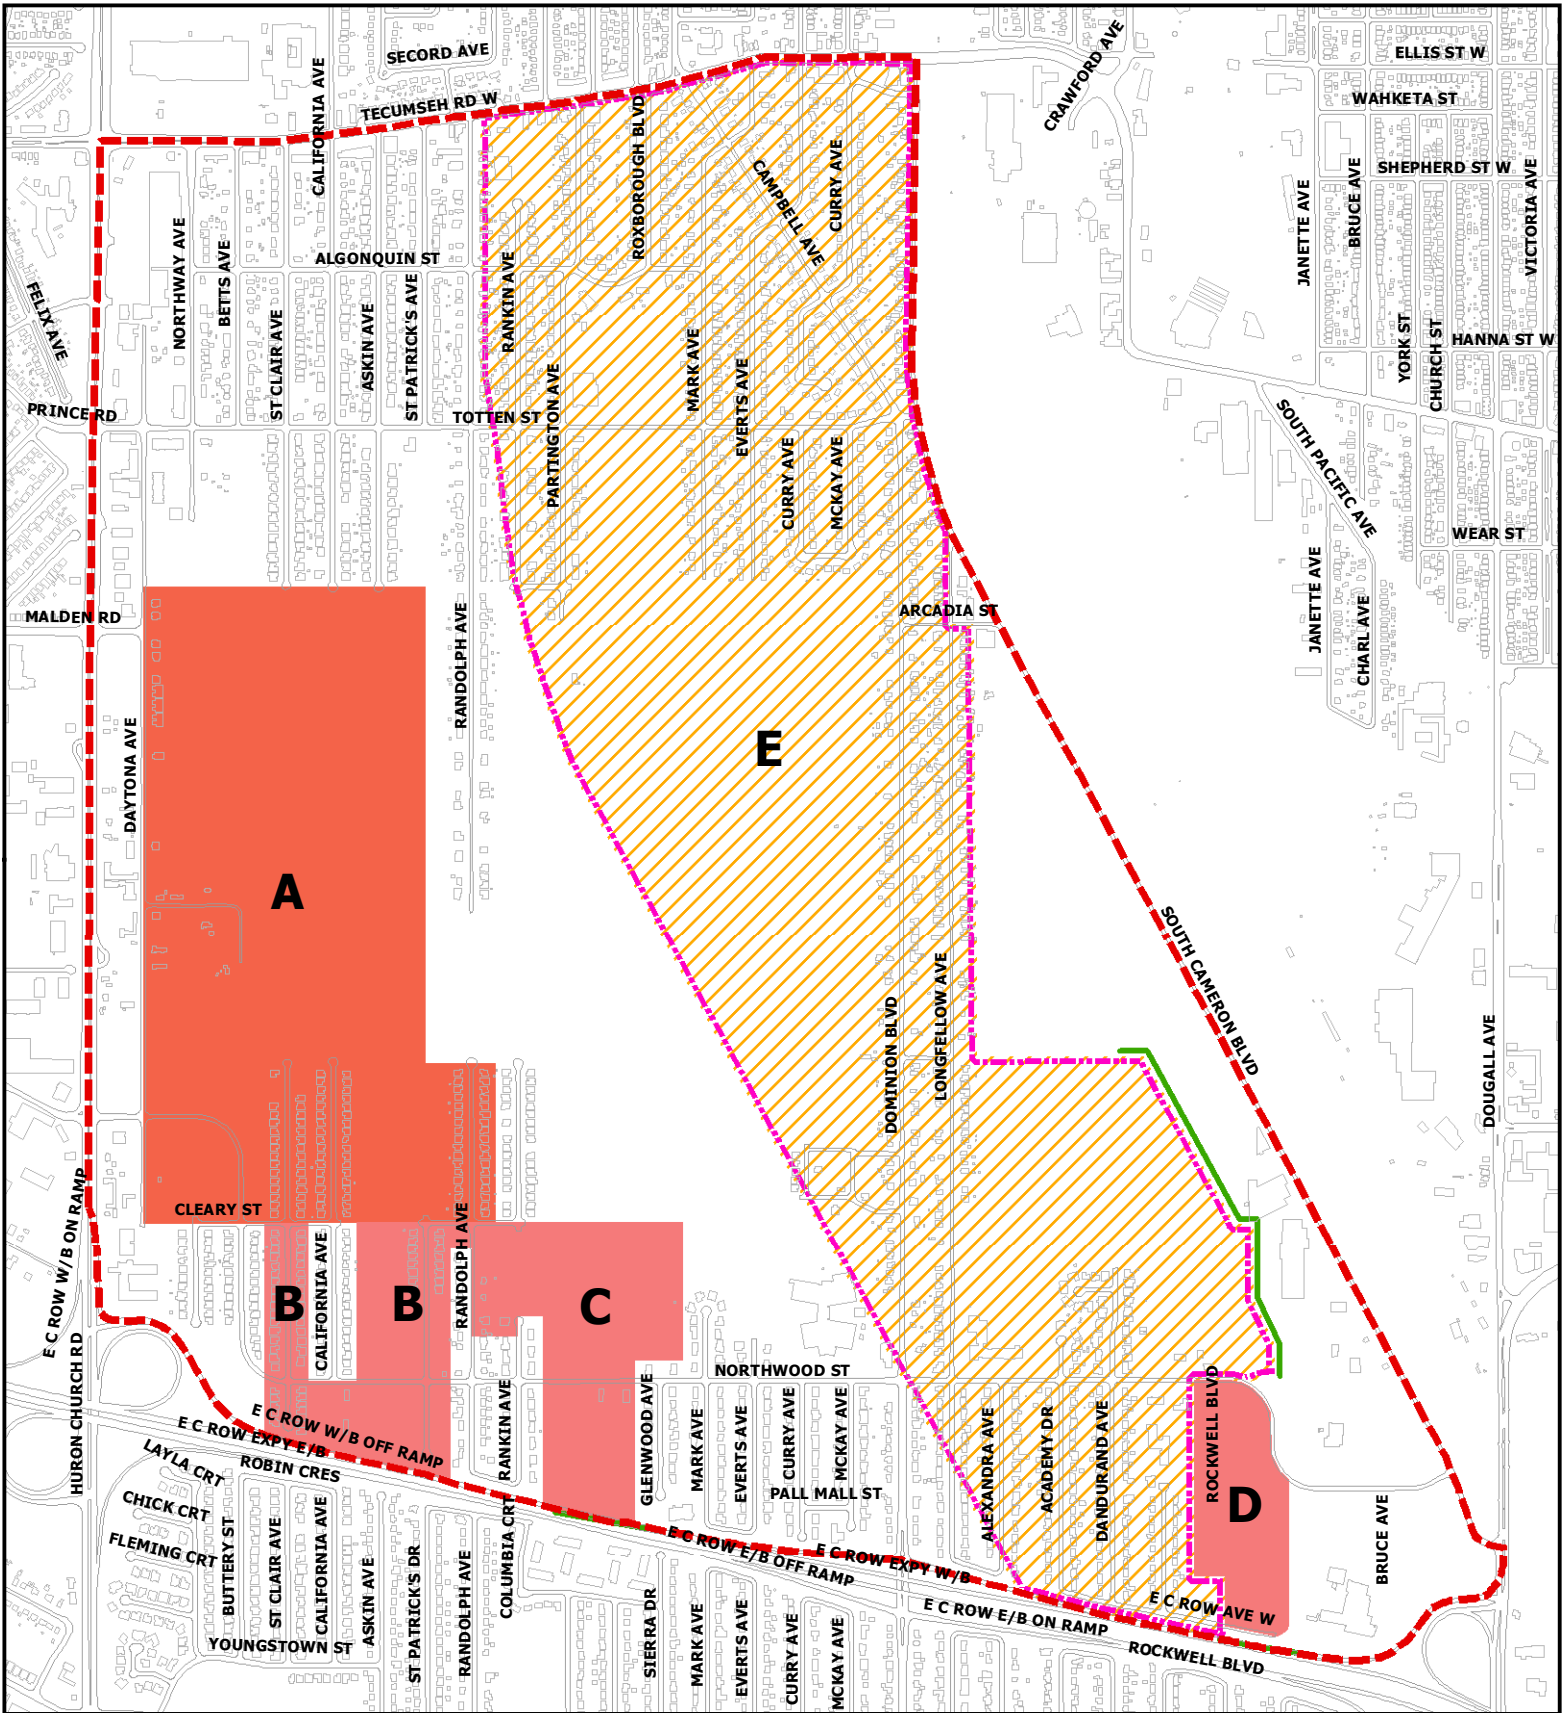 SECORD AVE
ELLIS ST W
CRAWFORD AVE
WAHKETA ST
TECUMSEH RD W
CALIFORNIA AVE
ROXBOROUGH BLVD
CAMPBELL AVE
CURRY AVE
SHEPHERD ST W
BRUCE AVE
VICTORIA AVE
JANETTE AVE
NORTHWAY AVE
BETTS AVE
ALGONQUIN ST
RANKIN AVE
FELIX AVE
ST CLAIR AVE
ASKIN AVE
ST PATRICK'S AVE
MARK AVE
EVERTS AVE
YORK ST
CHURCH ST
HANNA ST W
PRINCE RD
TOTTEN ST
PARTINGTON AVE
CURRY AVE
MCKAY AVE
SOUTH PACIFIC AVE
WEAR ST
JANETTE AVE
CHARL AVE
MALDEN RD
ARCADIA ST
RANDOLPH AVE
DAYTONA AVE
E
A
SOUTH CAMERON BLVD
DOMINION BLVD
LONGFELLOW AVE
DOUGALL AVE
CLEARY ST
E C ROW W/B ON RAMP
RANDOLPH AVE
CALIFORNIA AVE
B
B
C
HURON CHURCH RD
NORTHWOOD ST
ROCKWELL BLVD
RANKIN AVE
GLENWOOD AVE
MARK AVE
EVERTS AVE
CURRY AVE
MCKAY AVE
ALEXANDRA AVE
ACADEMY DR
DANDURAND AVE
E C ROW W/B OFF RAMP
E C ROW EXPY E/B
LAYLA CRT
ROBIN CRES
PALL MALL ST
D
CHICK CRT
FLEMING CRT
BUTTERY ST
ST CLAIR AVE
CALIFORNIA AVE
ASKIN AVE
ST PATRICK'S DR
RANDOLPH AVE
COLUMBIA CRT
E C ROW E/B OFF RAMP
E C ROW EXPY W/B
BRUCE AVE
E C ROW AVE W
E C ROW E/B ON RAMP
SIERRA DR
MARK AVE
EVERTS AVE
CURRY AVE
MCKAY AVE
YOUNGSTOWN ST
ROCKWELL BLVD